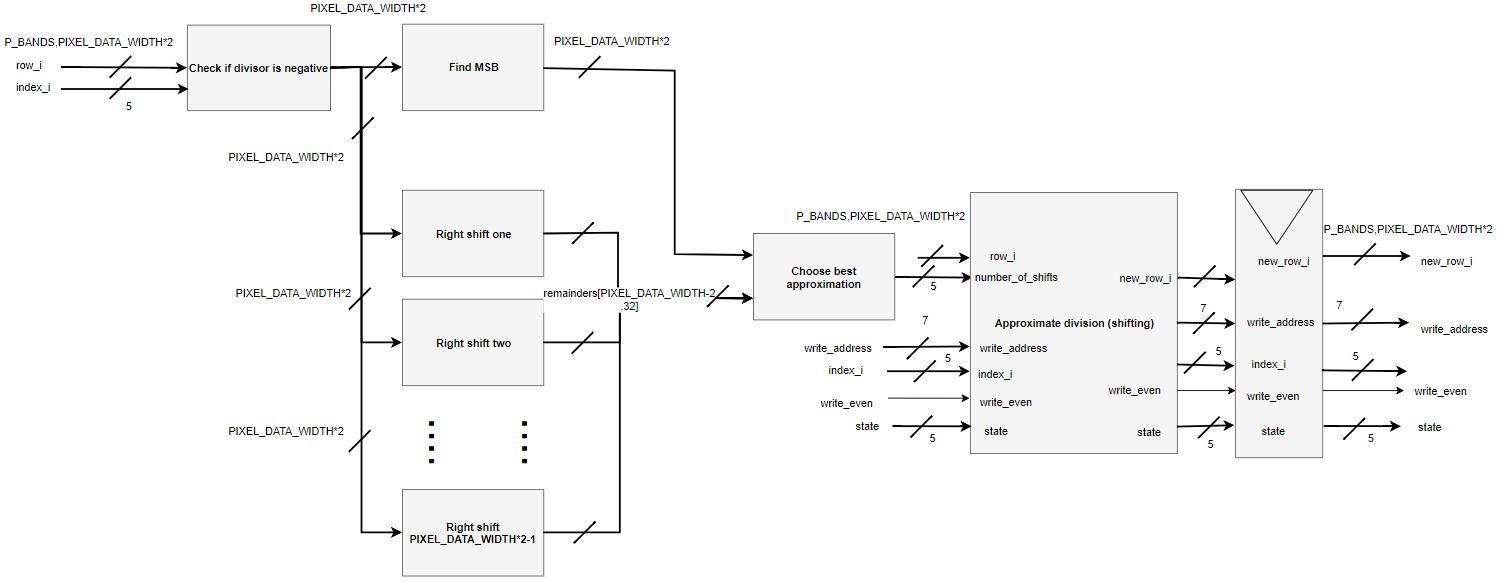 PIXEL_DATA_WIDTH*2
P_BANDS,PIXEL_DATA_WIDTH*2
row_i
index_i
5
Check if divisor is negative
Find MSB
PIXEL_DATA_WIDTH*2
PIXEL_DATA_WIDTH*2
Right shift one
PIXEL_DATA_WIDTH*2
Right shift two
PIXEL_DATA_WIDTH*2
Right shift
PIXEL_DATA_WIDTH*2-1
remainders[PIXEL_DATA_WIDTH-2
,32]
Choose best
approximation
P_BANDS,PIXEL_DATA_WIDTH*2
5
7
write_address
5
index_i
write_even
state
5
row_i
number_of_shifts
new_row_i
Approximate division (shifting)
write_address
index_i
write_even
write_even
state
state
7
5
5
new_row_i
write_address
index_i
write_even
state
P_BANDS,PIXEL_DATA_WIDTH*2
new_row_i
7
write_address
5
write_even
5
state